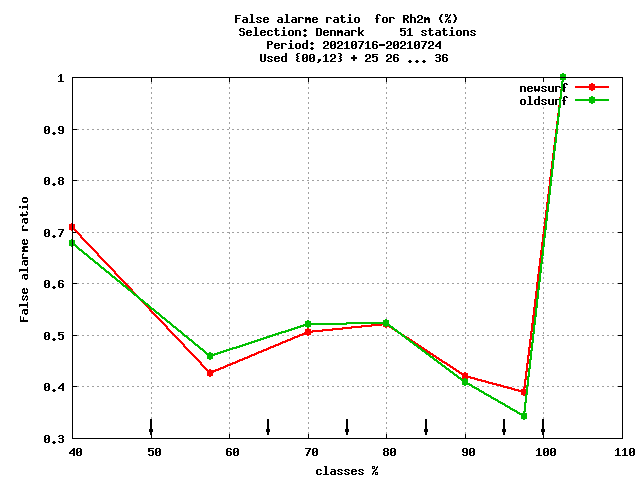 False alarme ratio  for Rh2m (%)
Selection: Denmark     51 stations
Period: 20210716-20210724
Used {00,12} + 25 26 ... 36
newsurf
oldsurf
1
0.9
0.8
0.7
0.6
0.5
0.4
0.3
False alarme ratio
40 50 60 70 80 90 100 110
classes %